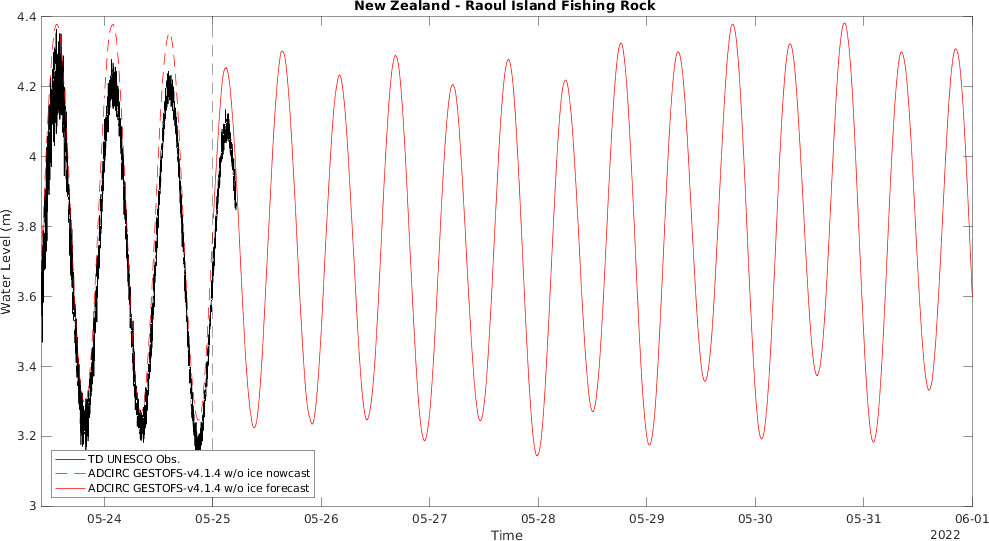 New Zealand - Raoul Island Fishing Rock
4.4
4.2
4
3.8
3.6
3.4
3.2
3
Water Level (m)
TD UNESCO Obs.
ADCIRC GESTOFS-v4.1.4 w/o ice nowcast
ADCIRC GESTOFS-v4.1.4 w/o ice forecast
05-24 05-25 05-26 05-27 05-28 05-29 05-30 05-31 06-01
Time
2022